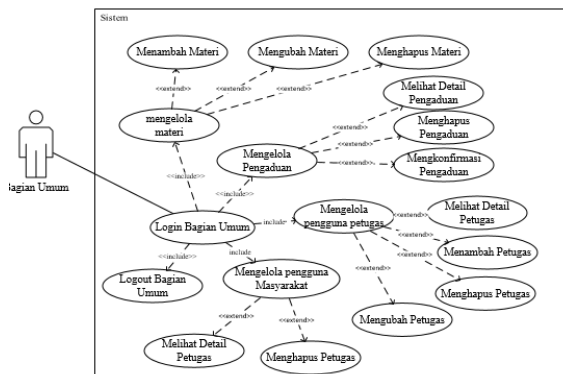 Sistem
Menambah Materi
Mengubah Materi
Menghapus Materi
<<extend>>
<<extend>>
<<extend>>
mengelola
materi
Melihat Detail
Pengaduan
<<extend>>
Menghapus
Pengaduan
<<extend>>
Mengelola
Pengaduan
<<extend>>
Mengkonfirmasi
Pengaduan
Bagian Umum
<<include>>
<<include>>
Login Bagian Umum
include
Mengelola
pengguna petugas
<<extend>>
Melihat Detail
Petugas
<<extend>>
Menambah Petugas
<<extend>>
Menghapus Petugas
<<include>>
include
Logout Bagian
Umum
Mengelola pengguna
Masyarakat
<<extend>>
Mengubah Petugas
<<extend>>
<<extend>>
Melihat Detail
Petugas
Menghapus Petugas